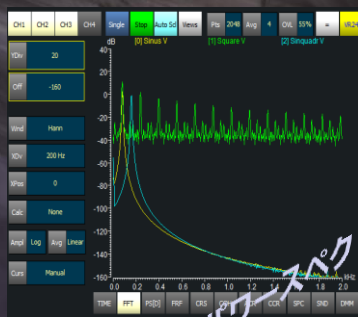 CH1 CH2 CH3 CH4 Single Stop Auto Sd Views Pts 2048 Avg 4 OVL 55% =
dB [0] Sinus V [1] Square V [2] Sinquadr V
YDiv 20
Off -160
Wnd Hann
XDiv 200 Hz
XPos 0
Calc None
Ampl Log Avg Linear
Curs Manual
40
20
0
-20
-40
-60
-80
-100
-120
-140
-160
0.0 0.2 0.4 0.6 0.8 1.0 1.2 1.4 1.6 1.8 2.0
kHz
パワースペク
TIME FFT PS[D] FRF CRS CCR SPC SND DMM